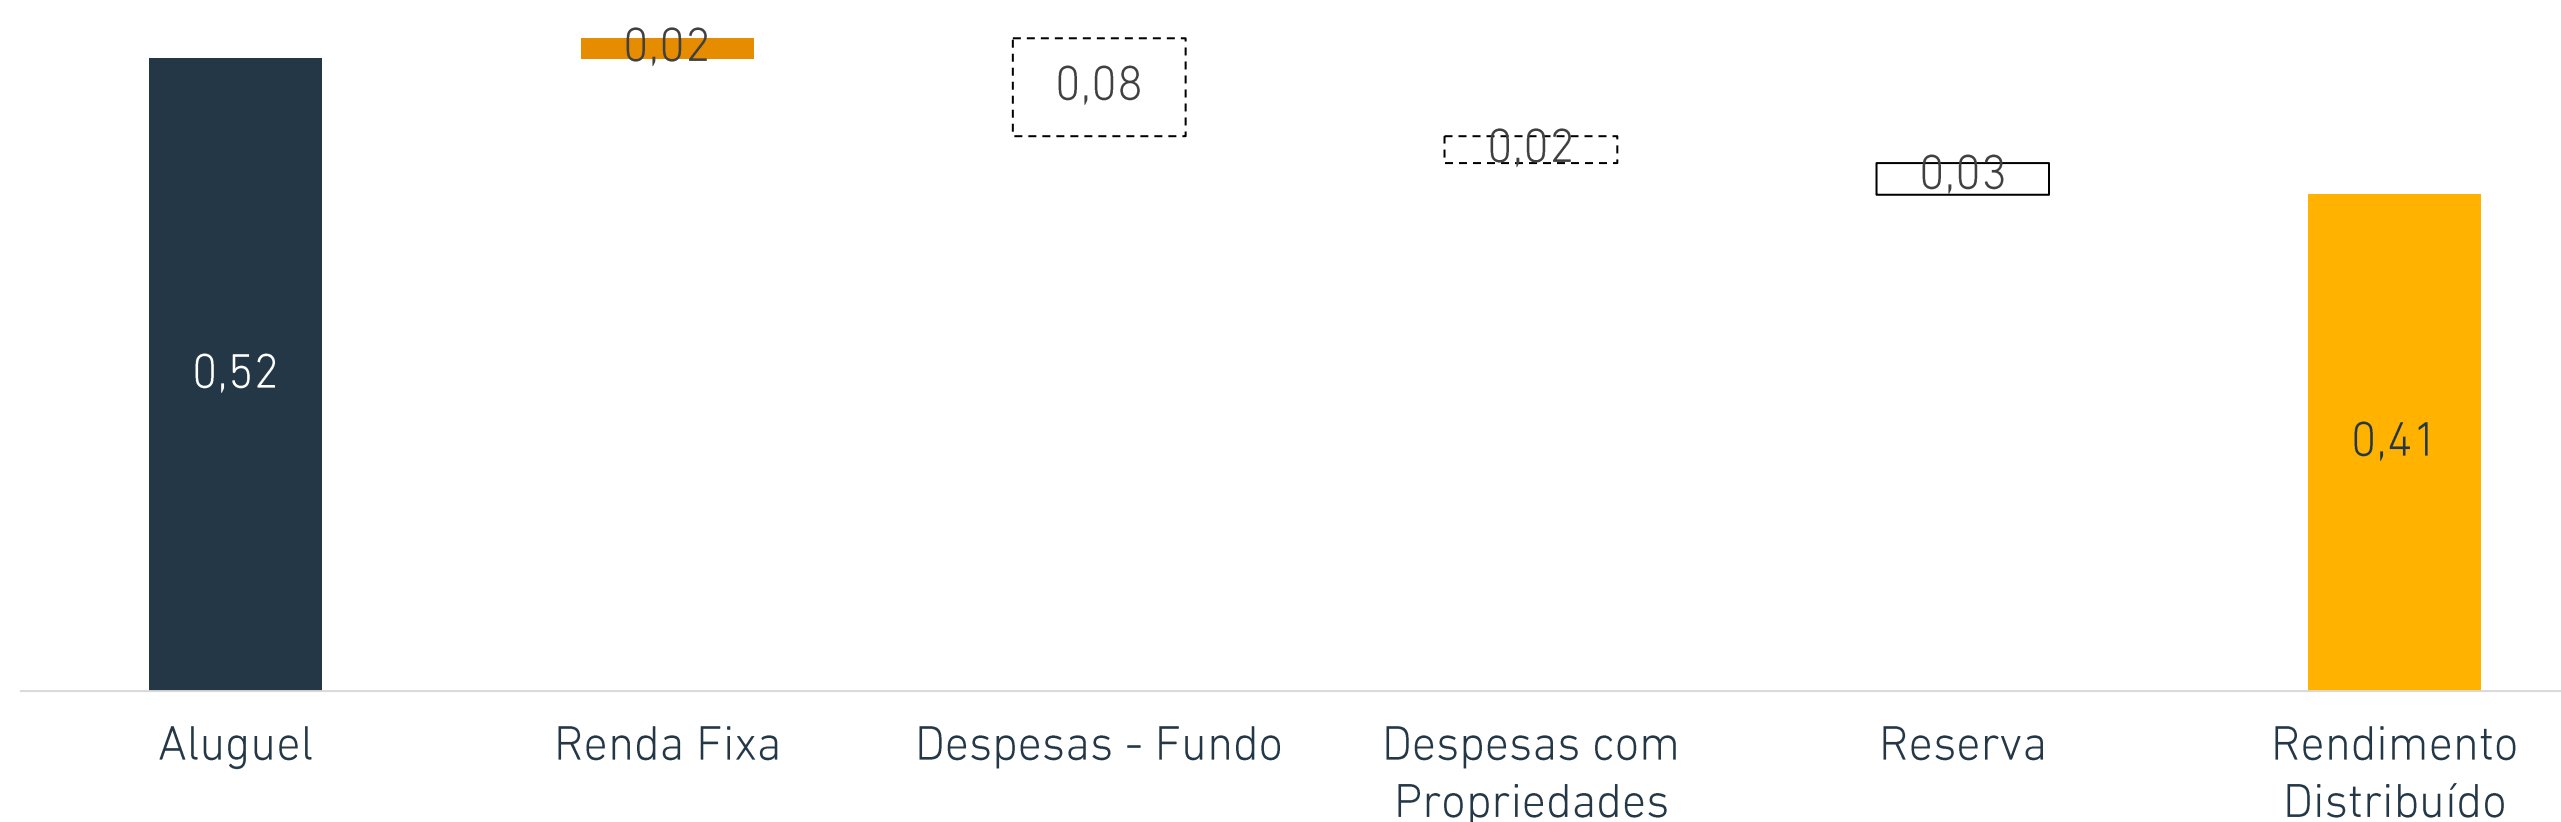 0,52
0,02
0,08
0,02
0,03
0,41
Aluguel
Renda Fixa
Despesas - Fundo
Despesas com
Propriedades
Reserva
Rendimento
Distribuído